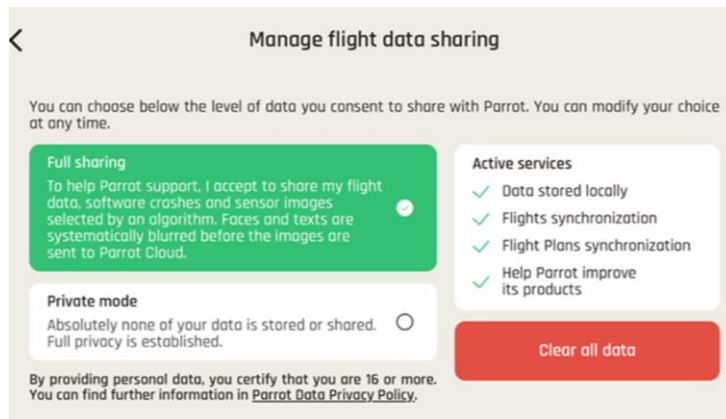 Manage flight data sharing
You can choose below the level of data you consent to share with Parrot. You can modify your choice
at any time.
Full sharing
To help Parrot support, I accept to share my flight
data, software crashes and sensor images
selected by an algorithm. Faces and texts are
systematically blurred before the images are
sent to Parrot Cloud.
Private mode
Absolutely none of your data is stored or shared.
Full privacy is established.
By providing personal data, you certify that you are 16 or more.
You can find further information in Parrot Data Privacy Policy.
Active services
Data stored locally
Flights synchronization
Flight Plans synchronization
Help Parrot improve
its products
Clear all data